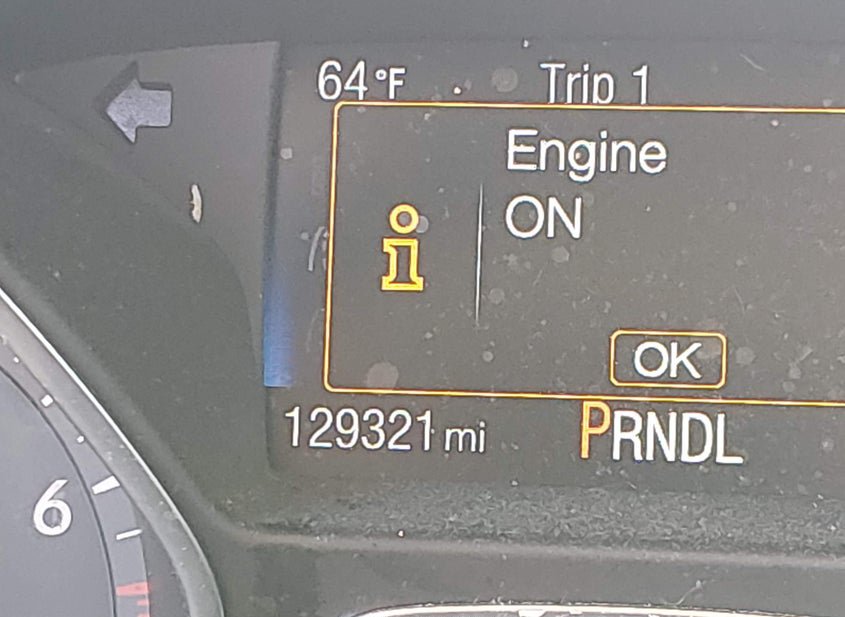 64°F Trip 1
Engine
ON
OK
129321 mi PRNDL
6